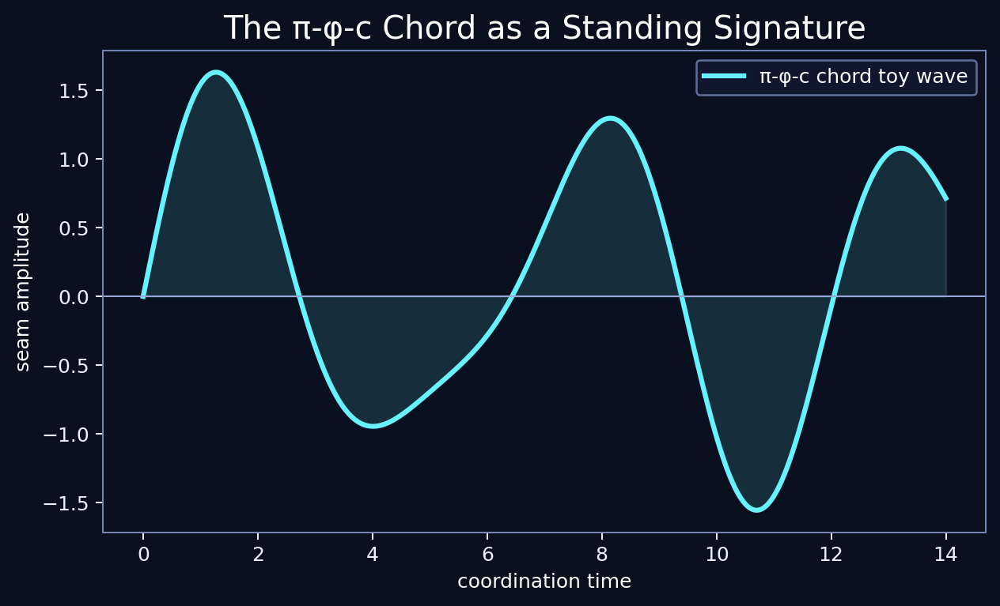 The π-φ-c Chord as a Standing Signature
π-φ-c chord toy wave
seam amplitude
1.5
1.0
0.5
0.0
−0.5
−1.0
−1.5
0 2 4 6 8 10 12 14
coordination time